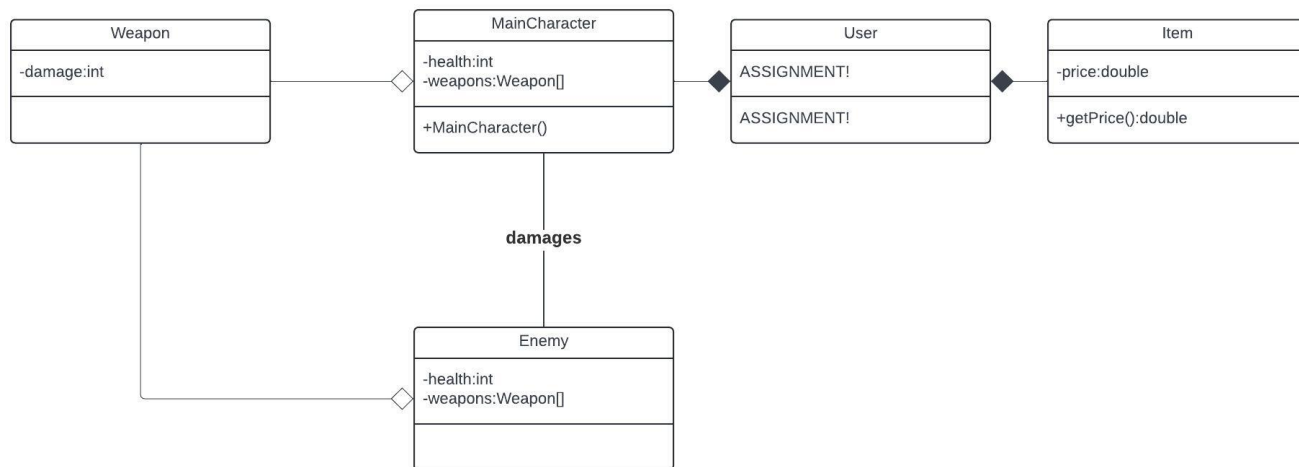 Weapon
-damage:int
MainCharacter
-health:int
-weapons:Weapon[]
+MainCharacter()
User
ASSIGNMENT!
ASSIGNMENT!
Item
-price:double
+getPrice():double
damages
Enemy
-health:int
-weapons:Weapon[]